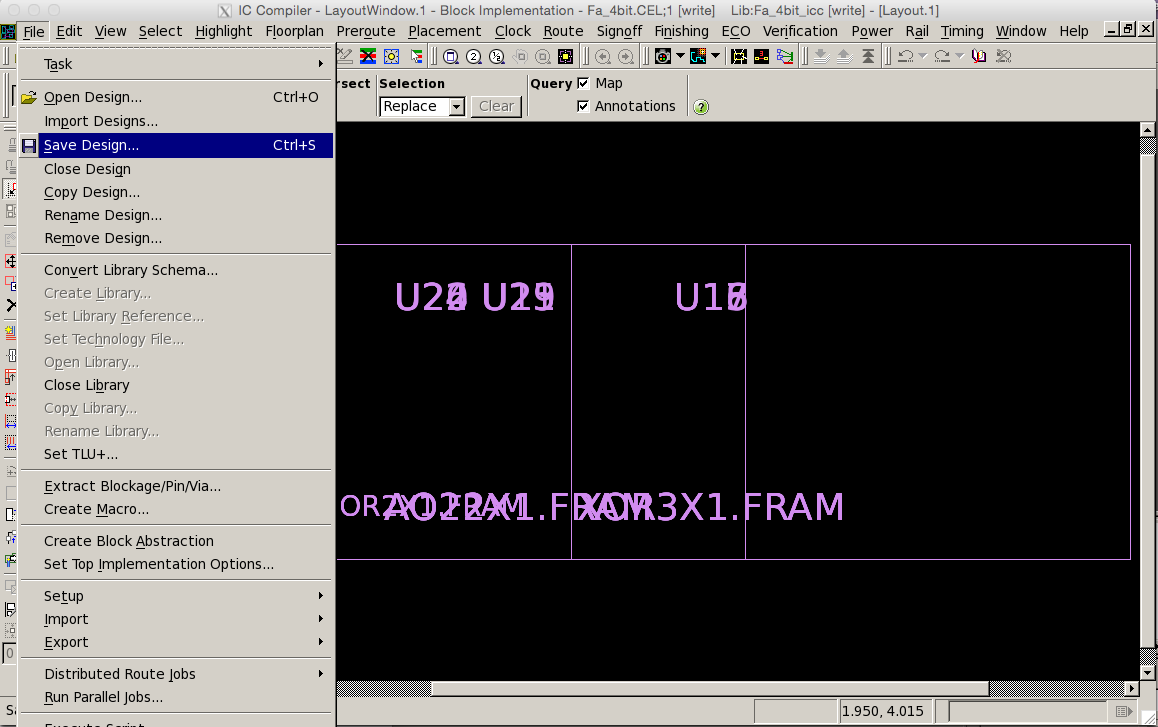 IC Compiler - LayoutWindow.1 - Block Implementation - Fa_4bit.CEL;1 [write] Lib:Fa_4bit_icc [write] - [Layout.1]
File Edit View Select Highlight Floorplan Preroute Placement Clock Route Signoff Finishing ECO Verification Power Rail Timing Window Help
rsect Selection Query Map
Replace Clear Annotations
Task
Open Design... Ctrl+O
Import Designs...
Save Design... Ctrl+S
Close Design
Copy Design...
Rename Design...
Remove Design...
Convert Library Schema...
Create Library...
Set Library Reference...
Set Technology File...
Open Library...
Close Library
Copy Library...
Rename Library...
Set TLU+...
Extract Blockage/Pin/Via...
Create Macro...
Create Block Abstraction
Set Top Implementation Options...
Setup
Import
Export
Distributed Route Jobs
Run Parallel Jobs...
Execute Script
AO22X1.FRAM
XOR3X1.FRAM
1.950, 4.015
0